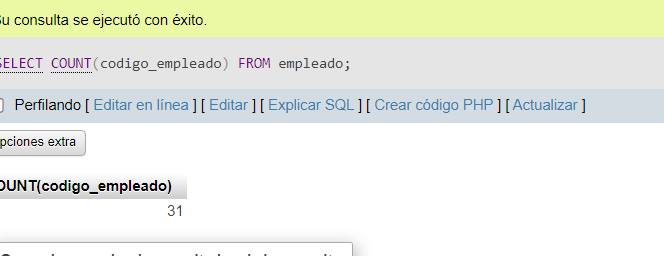 Su consulta se ejecutó con éxito.
SELECT COUNT(codigo_empleado) FROM empleado;
Perfilando [ Editar en línea ] [ Editar ] [ Explicar SQL ] [ Crear código PHP ] [ Actualizar ]
pciones extra
OUNT(codigo_empleado)
31